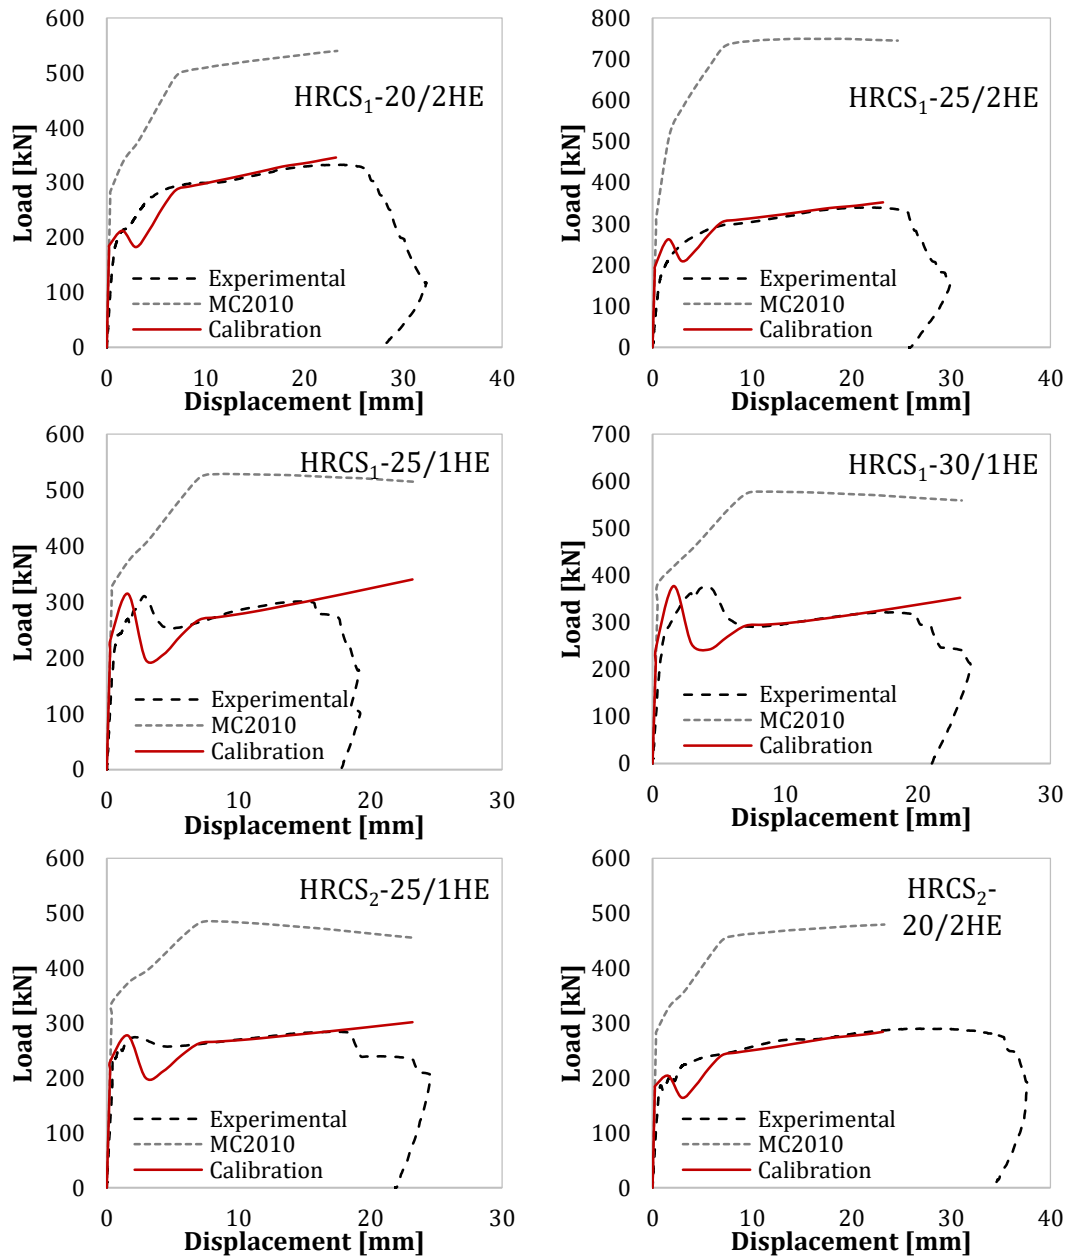 600
500
400
300
200
100
0
Load [kN]
HRCS₁-20/2HE
Experimental
MC2010
Calibration
0 10 20 30 40
Displacement [mm]
800
700
600
500
400
300
200
100
0
Load [kN]
HRCS₁-25/2HE
Experimental
MC2010
Calibration
0 10 20 30 40
Displacement [mm]
600
500
400
300
200
100
0
Load [kN]
HRCS₁-25/1HE
Experimental
MC2010
Calibration
0 10 20 30
Displacement [mm]
700
600
500
400
300
200
100
0
Load [kN]
HRCS₁-30/1HE
Experimental
MC2010
Calibration
0 10 20 30
Displacement [mm]
600
500
400
300
200
100
0
Load [kN]
HRCS₂-25/1HE
Experimental
MC2010
Calibration
0 10 20 30
Displacement [mm]
600
500
400
300
200
100
0
Load [kN]
HRCS₂-
20/2HE
Experimental
MC2010
Calibration
0 10 20 30 40
Displacement [mm]